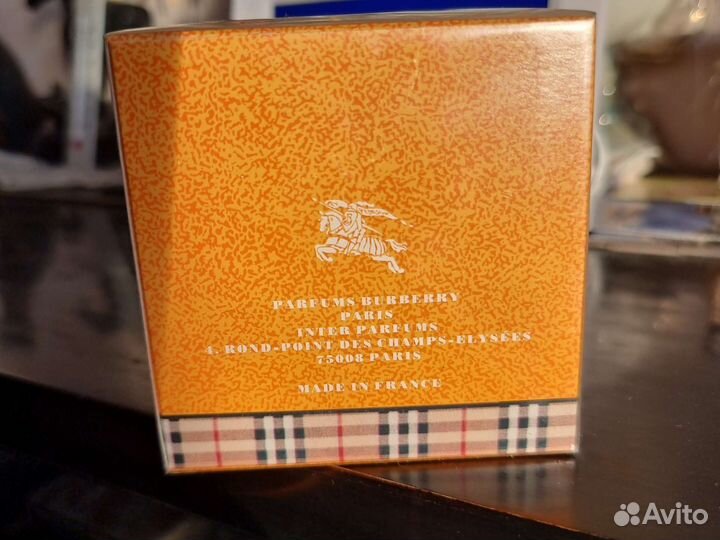 PARFUMS BURBERRY
PARIS
INTER PARFUMS
4, ROND-POINT DES CHAMPS-ELYSÉES
75008 PARIS
MADE IN FRANCE
Avito